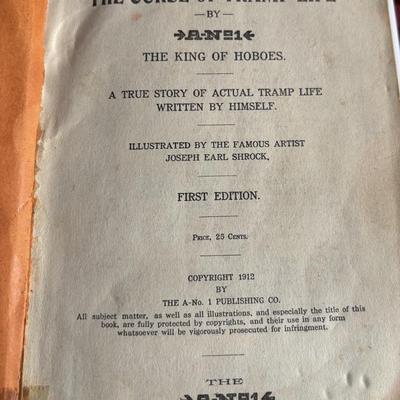 THE CURSE OF TRAMP LIFE
—BY—
A-No1
THE KING OF HOBOES.
A TRUE STORY OF ACTUAL TRAMP LIFE
WRITTEN BY HIMSELF.
ILLUSTRATED BY THE FAMOUS ARTIST
JOSEPH EARL SHROCK,
FIRST EDITION.
PRICE, 25 CENTS.
COPYRIGHT 1912
BY
THE A-No. 1 PUBLISHING CO.
All subject matter, as well as all illustrations, and especially the title of this
book, are fully protected by copyrights, and their use in any form
whatsoever will be vigorously prosecuted for infringment.
THE
A-No1